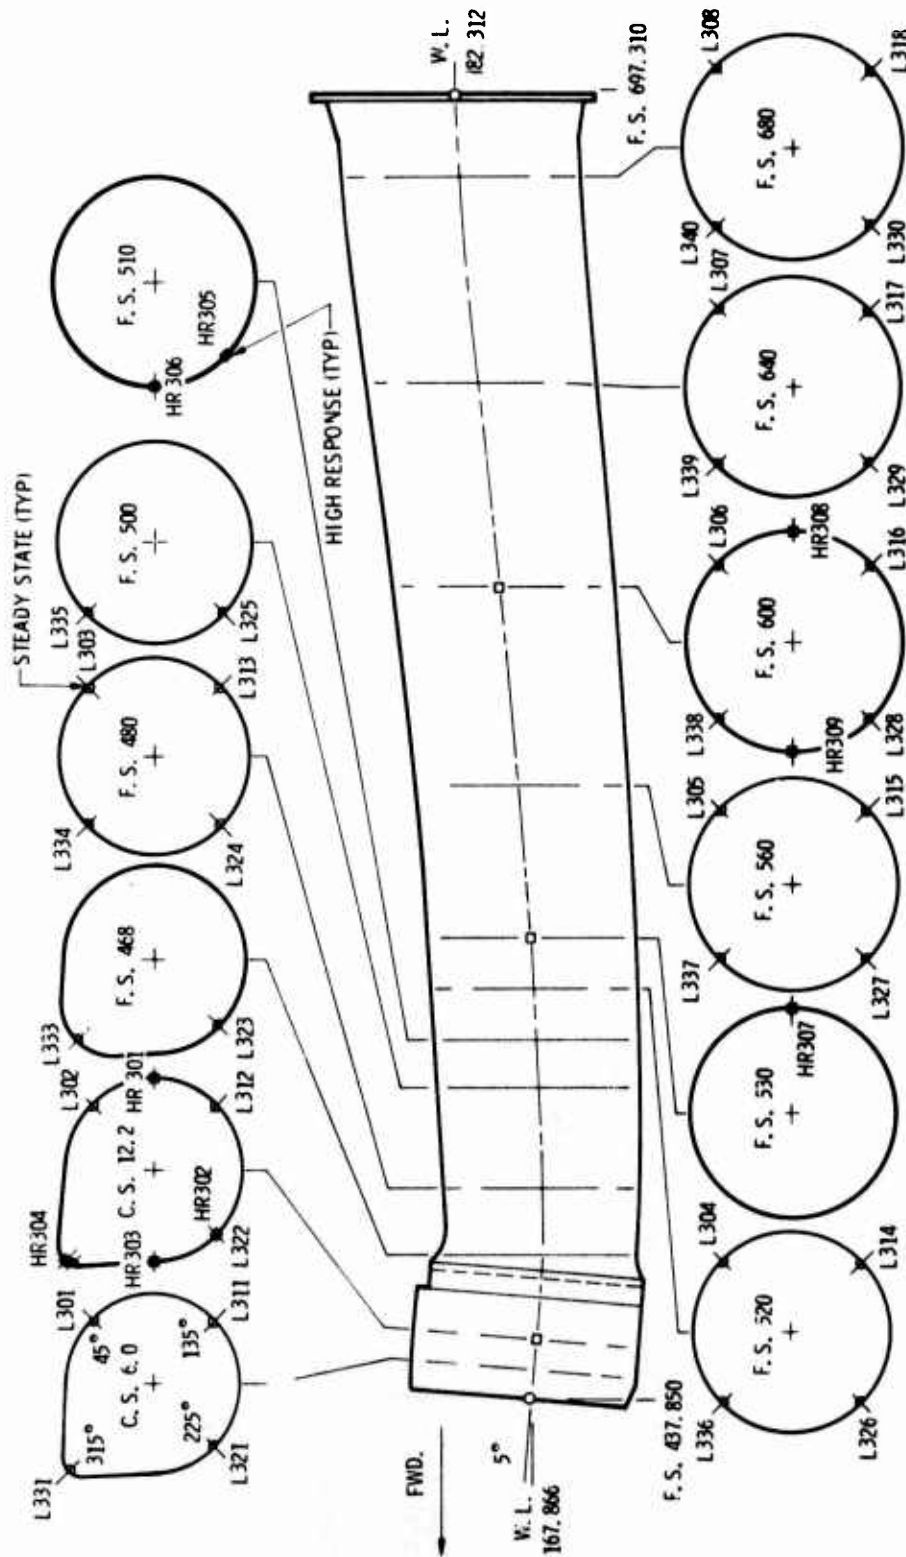 STEADY STATE (TYP)
L331
315°
45°
L301
C. S. 6.0
225°
135°
L321
L311
HR304
L302
C. S. 12.2
HR303
HR 301
HR302
L322
L312
L333
F. S. 468
L323
L334
L303
F. S. 480
L324
L313
L335
F. S. 500
L325
F. S. 510
HR 306
HR305
HIGH RESPONSE (TYP)
FWD.
5°
W. L.
167.866
F. S. 437.850
W. L.
182.312
F. S. 697.310
L336
L304
F. S. 520
L326
L314
F. S. 530
HR307
L337
L305
F. S. 560
L327
L315
L338
L306
F. S. 600
HR309
HR308
L328
L316
L339
L307
F. S. 640
L329
L317
L340
L308
F. S. 680
L330
L318